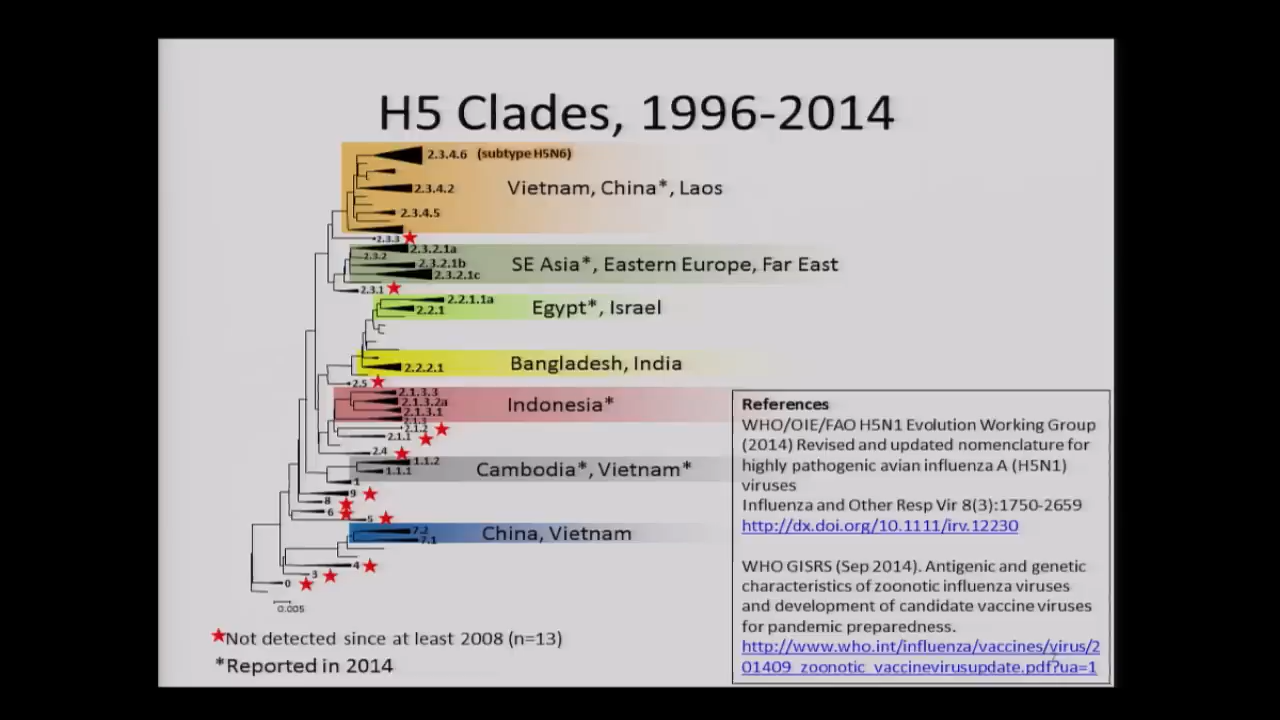 H5 Clades, 1996-2014
2.3.4.6 (subtype H5N6)
2.3.4.2
Vietnam, China*, Laos
2.3.4.5
2.3.3
2.3.2.1a
2.3.2
2.3.2.1b
SE Asia*, Eastern Europe, Far East
2.3.2.1c
2.3.1
2.2.1.1a
2.2.1
Egypt*, Israel
2.2.2.1
Bangladesh, India
2.5
2.1.3.3
2.1.3.2a
Indonesia*
2.1.3.1
2.1.3
2.1.2
2.1.1
2.4
1.1.2
1.1.1
Cambodia*, Vietnam*
1
9
8
6
5
7.2
China, Vietnam
7.1
4
3
0
0.005
Not detected since at least 2008 (n=13)
*Reported in 2014
References
WHO/OIE/FAO H5N1 Evolution Working Group
(2014) Revised and updated nomenclature for
highly pathogenic avian influenza A (H5N1)
viruses
Influenza and Other Resp Vir 8(3):1750-2659
http://dx.doi.org/10.1111/irv.12230
WHO GISRS (Sep 2014). Antigenic and genetic
characteristics of zoonotic influenza viruses
and development of candidate vaccine viruses
for pandemic preparedness.
http://www.who.int/influenza/vaccines/virus/2
01409_zoonotic_vaccinevirusupdate.pdf?ua=1